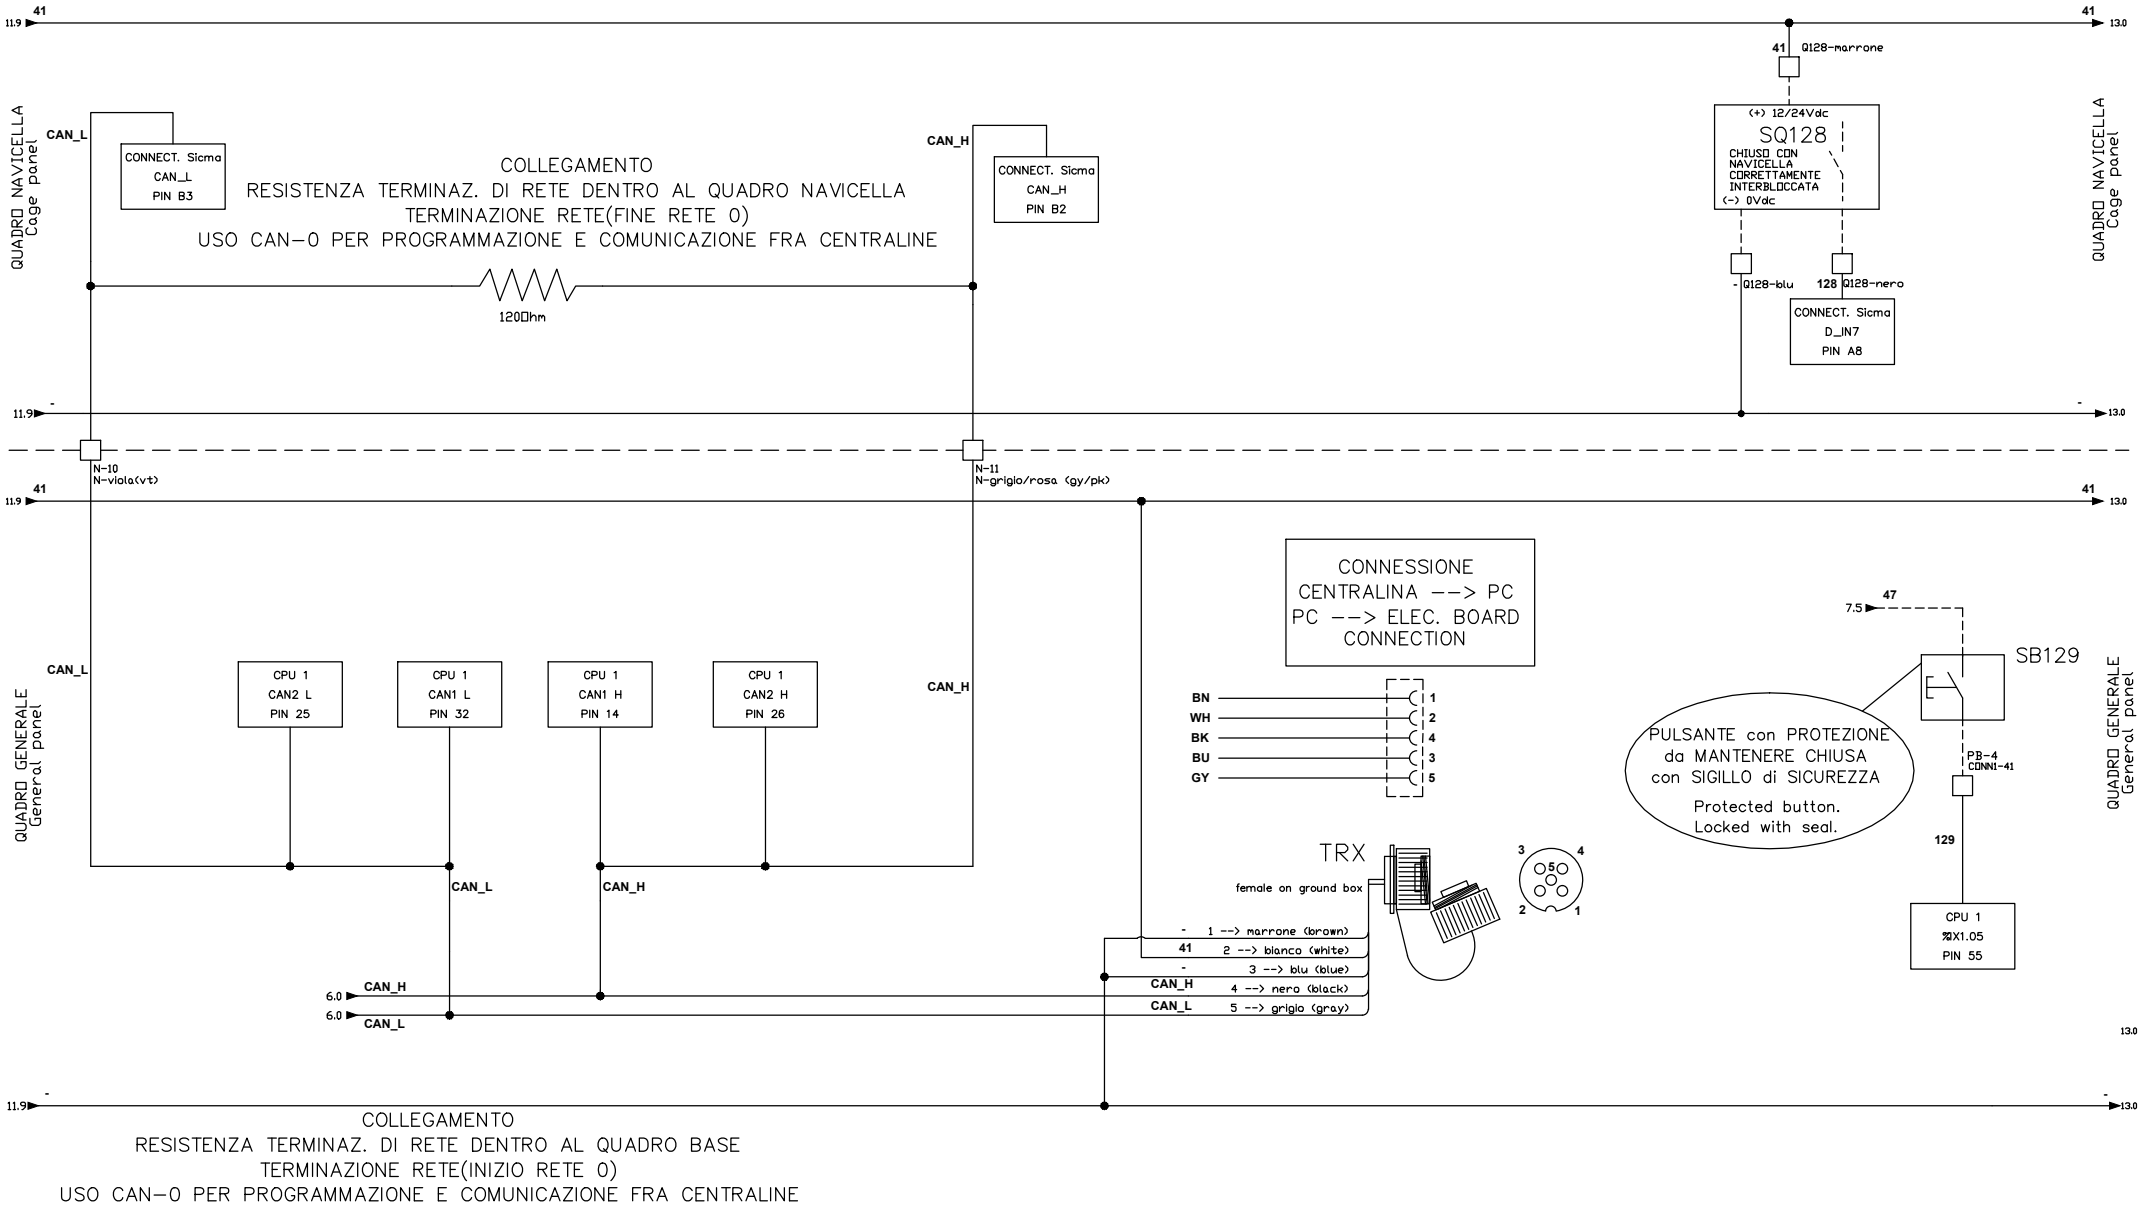 41
11.9
41
13.0
41 Q128-marrone
QUADRO NAVICELLA
Cage panel
CAN_L
CONNECT. Sicma
CAN_L
PIN B3
COLLEGAMENTO
RESISTENZA TERMINAZ. DI RETE DENTRO AL QUADRO NAVICELLA
TERMINAZIONE RETE(FINE RETE 0)
USO CAN-0 PER PROGRAMMAZIONE E COMUNICAZIONE FRA CENTRALINE
120Ohm
CAN_H
CONNECT. Sicma
CAN_H
PIN B2
(+) 12/24Vdc
SQ128
CHIUSO CON
NAVICELLA
CORRETTAMENTE
INTERBLOCCATA
(-) 0Vdc
- Q128-blu
128 Q128-nero
CONNECT. Sicma
D_IN7
PIN A8
QUADRO NAVICELLA
Cage panel
11.9 -
- 13.0
N-10
N-viola(vt)
N-11
N-grigio/rosa (gy/pk)
11.9 41
41 13.0
QUADRO GENERALE
General panel
CAN_L
CPU 1
CAN2 L
PIN 25
CPU 1
CAN1 L
PIN 32
CPU 1
CAN1 H
PIN 14
CPU 1
CAN2 H
PIN 26
CAN_H
CAN_L
CAN_H
CONNESSIONE
CENTRALINA --> PC
PC --> ELEC. BOARD
CONNECTION
BN 1
WH 2
BK 4
BU 3
GY 5
TRX
female on ground box
3 4
5
2 1
- 1 --> marrone (brown)
41 2 --> bianco (white)
- 3 --> blu (blue)
CAN_H 4 --> nero (black)
CAN_L 5 --> grigio (gray)
6.0 CAN_H
6.0 CAN_L
7.5 47
SB129
PULSANTE con PROTEZIONE
da MANTENERE CHIUSA
con SIGILLO di SICUREZZA
Protected button.
Locked with seal.
PB-4
CONN1-41
129
CPU 1
%IX1.05
PIN 55
QUADRO GENERALE
General panel
13.0
11.9 -
- 13.0
COLLEGAMENTO
RESISTENZA TERMINAZ. DI RETE DENTRO AL QUADRO BASE
TERMINAZIONE RETE(INIZIO RETE 0)
USO CAN-0 PER PROGRAMMAZIONE E COMUNICAZIONE FRA CENTRALINE